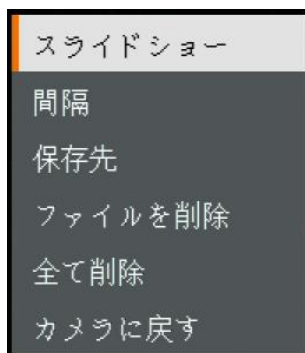 スライドショー
間隔
保存先
ファイルを削除
全て削除
カメラに戻す